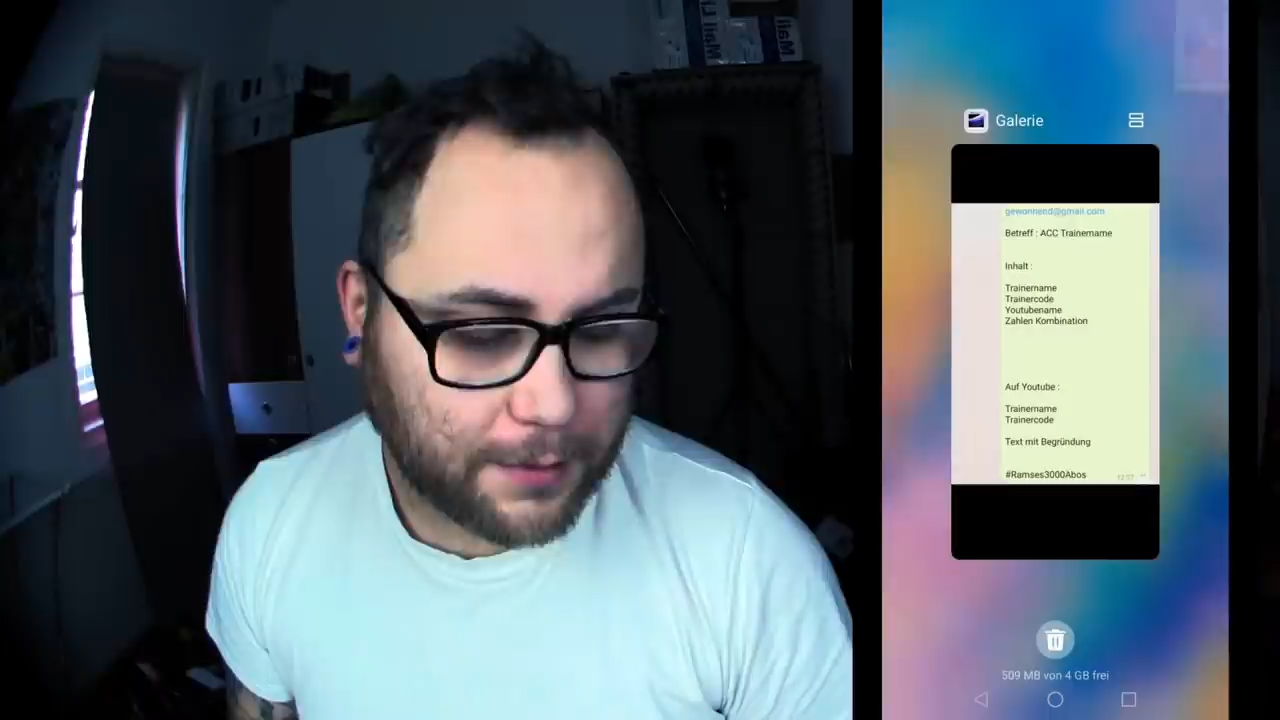 Galerie
gewonnend@gmail.com
Betreff : ACC Trainername
Inhalt :
Trainername
Trainercode
Youtubename
Zahlen Kombination
Auf Youtube :
Trainername
Trainercode
Text mit Begründung
#Ramses3000Abos
509 MB von 4 GB frei